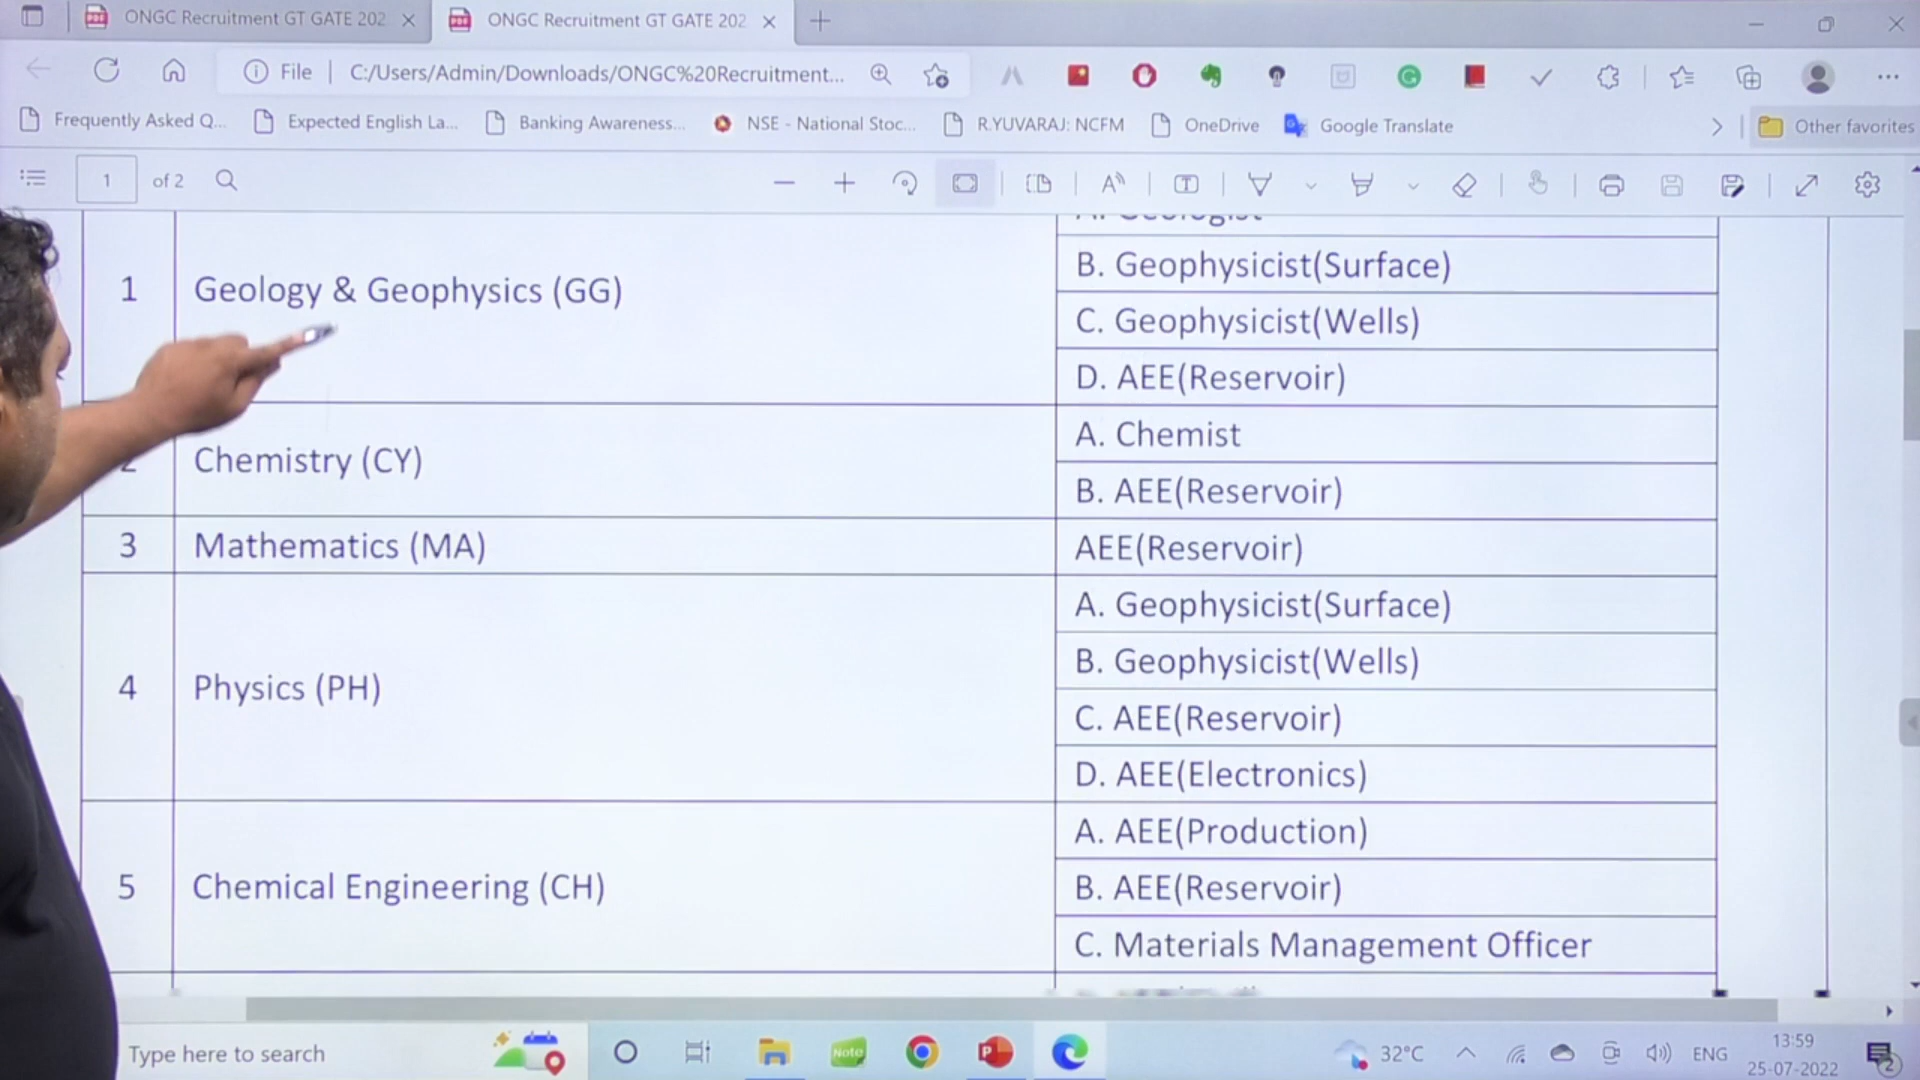 ONGC Recruitment GT GATE 202
ONGC Recruitment GT GATE 202
File
C:/Users/Admin/Downloads/ONGC%20Recruitment...
Frequently Asked Q...
Expected English La...
Banking Awareness...
NSE - National Stoc...
R.YUVARAJ: NCFM
OneDrive
Google Translate
Other favorites
1 of 2
A. Geologist
1
Geology & Geophysics (GG)
B. Geophysicist(Surface)
C. Geophysicist(Wells)
D. AEE(Reservoir)
2
Chemistry (CY)
A. Chemist
B. AEE(Reservoir)
3
Mathematics (MA)
AEE(Reservoir)
4
Physics (PH)
A. Geophysicist(Surface)
B. Geophysicist(Wells)
C. AEE(Reservoir)
D. AEE(Electronics)
5
Chemical Engineering (CH)
A. AEE(Production)
B. AEE(Reservoir)
C. Materials Management Officer
Type here to search
Note
32°C
ENG
13:59
25-07-2022
2